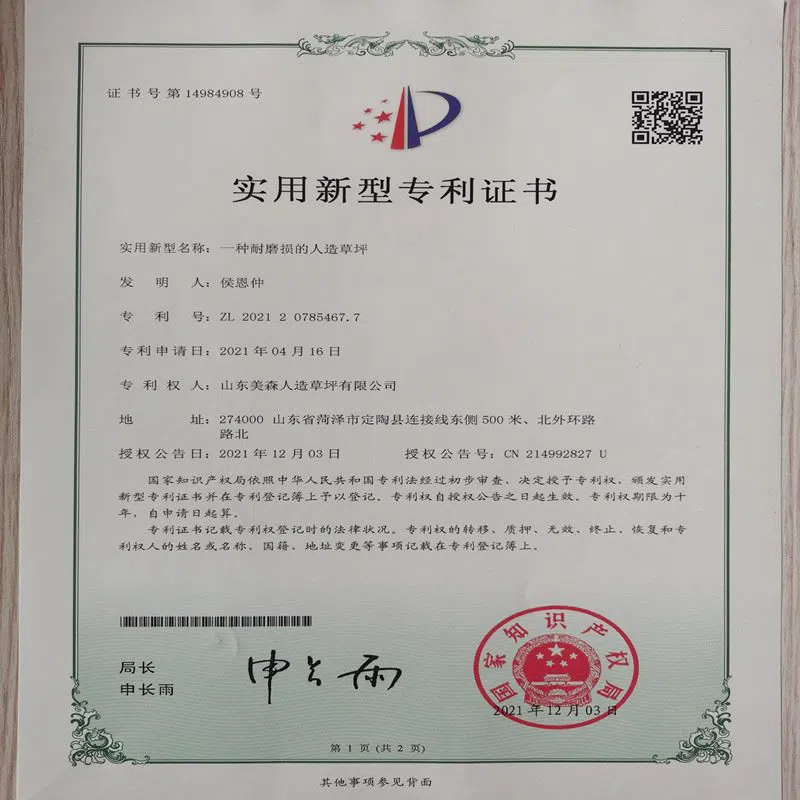 证书号第14984908号
实用新型专利证书
实用新型名称：一种耐磨损的人造草坪
发明人：侯恩仲
专利号：ZL 2021 2 0785467.7
专利申请日：2021年04月16日
专利权人：山东美森人造草坪有限公司
地址：274000 山东省菏泽市定陶县连接线东侧500米、北外环路
路北
授权公告日：2021年12月03日 授权公告号：CN 214992827 U
国家知识产权局依照中华人民共和国专利法经过初步审查，决定授予专利权，颁发实用
新型专利证书并在专利登记簿上予以登记。专利权自授权公告之日起生效。专利权期限为十
年，自申请日起算。
专利证书记载专利权登记时的法律状况。专利权的转移、质押、无效、终止、恢复和专
利权人的姓名或名称、国籍、地址变更等事项记载在专利登记簿上。
局长
申长雨
申长雨
国家知识产权局
2021年12月03日
第 1 页 (共 2 页)
其他事项参见背面